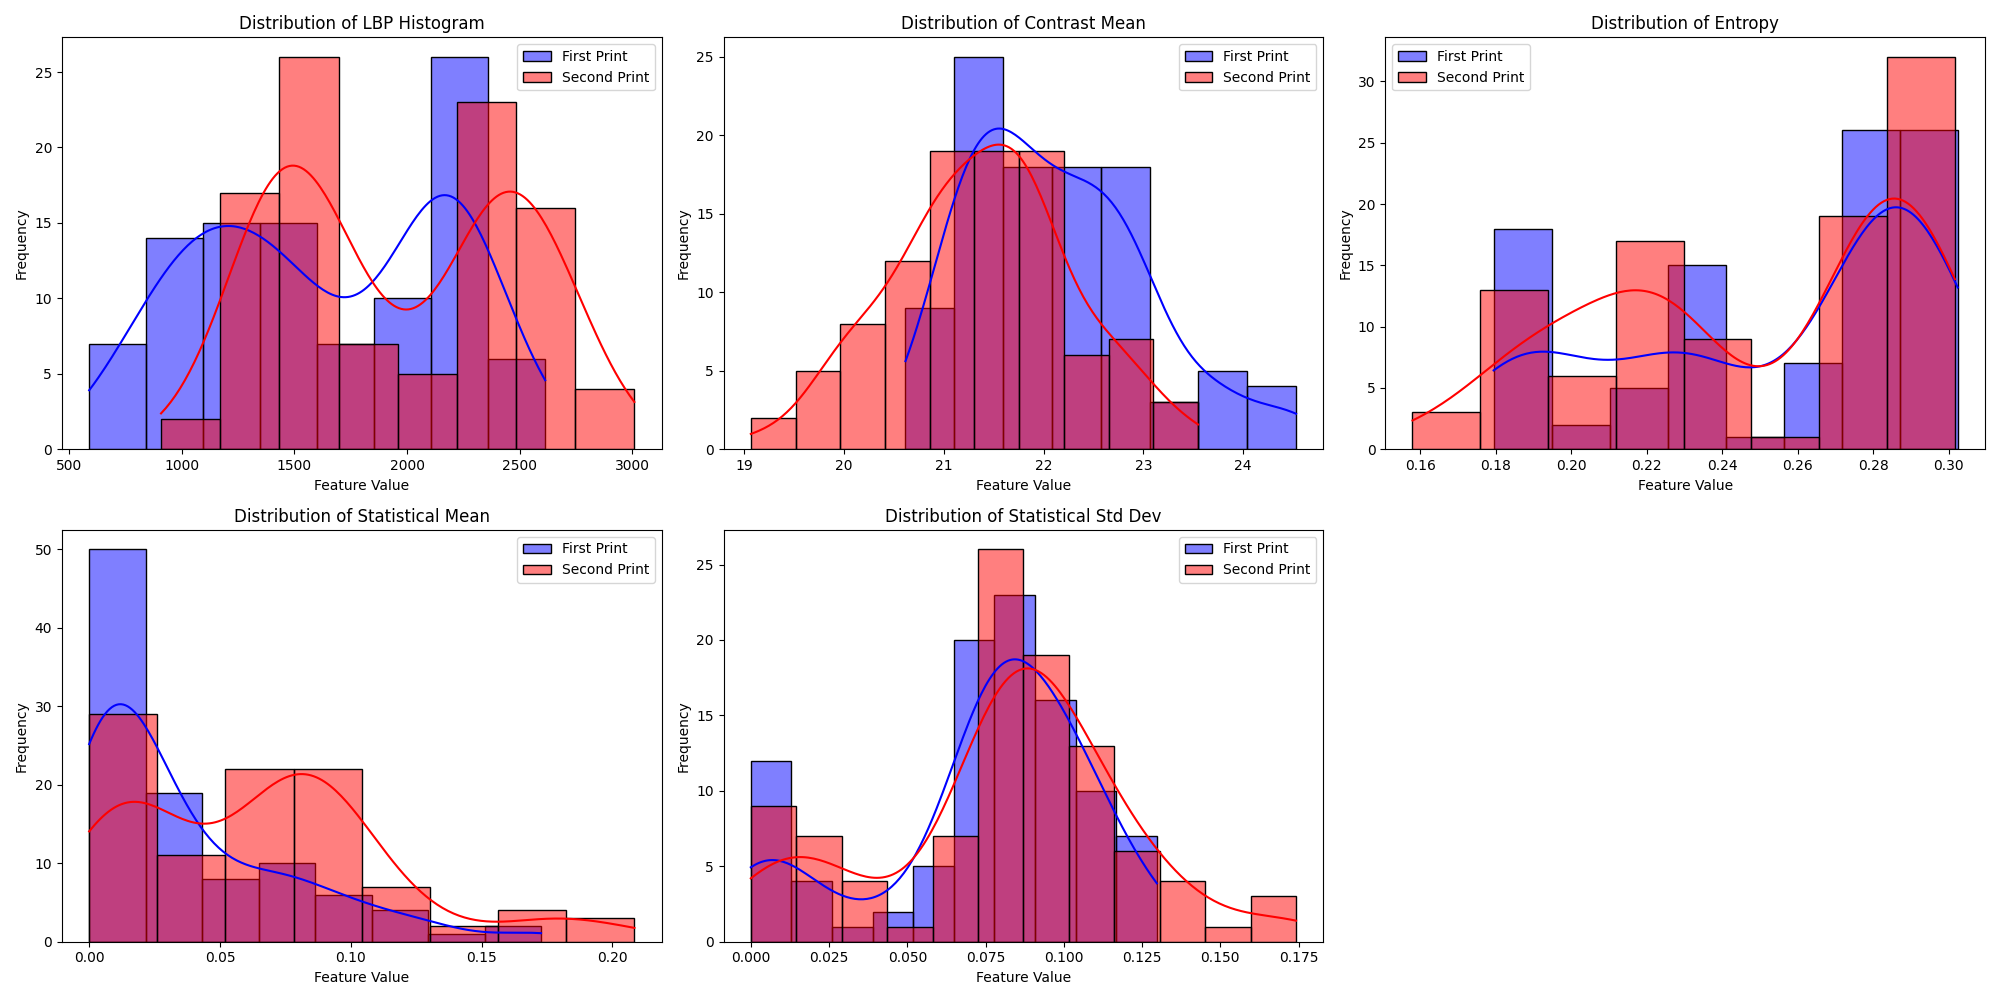 Distribution of LBP Histogram
First Print
Second Print
Frequency
25
20
15
10
5
0
500 1000 1500 2000 2500 3000
Feature Value
Distribution of Contrast Mean
First Print
Second Print
Frequency
25
20
15
10
5
0
19 20 21 22 23 24
Feature Value
Distribution of Entropy
First Print
Second Print
Frequency
30
25
20
15
10
5
0
0.16 0.18 0.20 0.22 0.24 0.26 0.28 0.30
Feature Value
Distribution of Statistical Mean
First Print
Second Print
Frequency
50
40
30
20
10
0
0.00 0.05 0.10 0.15 0.20
Feature Value
Distribution of Statistical Std Dev
First Print
Second Print
Frequency
25
20
15
10
5
0
0.000 0.025 0.050 0.075 0.100 0.125 0.150 0.175
Feature Value